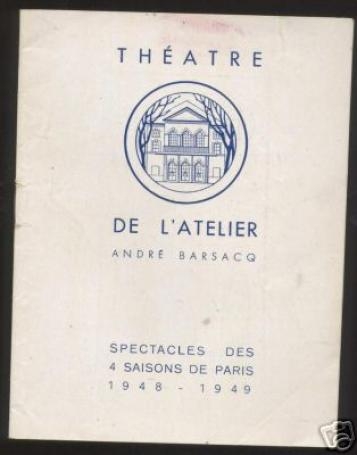 THÉATRE
DE L'ATELIER
ANDRÉ BARSACQ
SPECTACLES DES
4 SAISONS DE PARIS
1948 - 1949